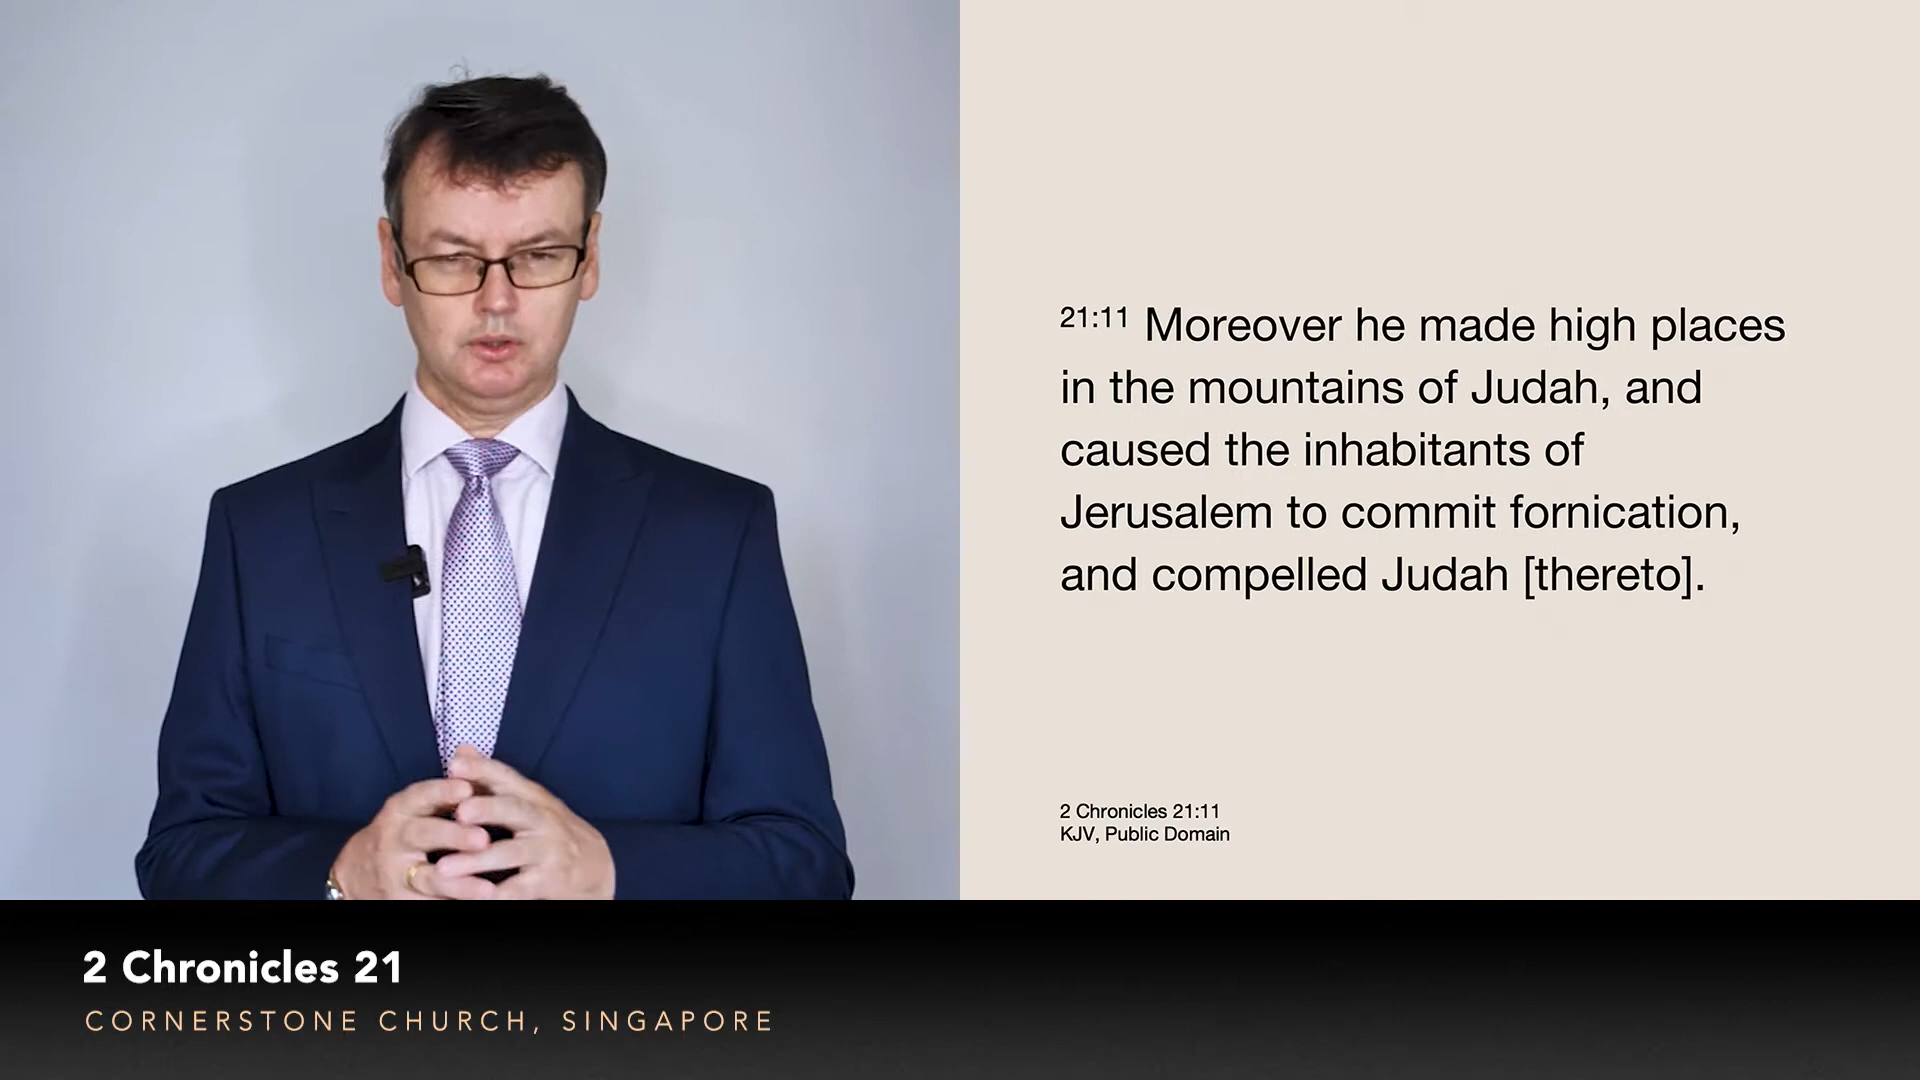 21:11 Moreover he made high places
in the mountains of Judah, and
caused the inhabitants of
Jerusalem to commit fornication,
and compelled Judah [thereto].
2 Chronicles 21:11
KJV, Public Domain
2 Chronicles 21
CORNERSTONE CHURCH, SINGAPORE